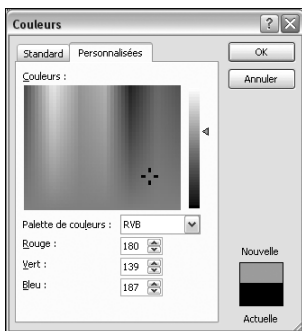 Couleurs
Standard
Personnalisées
OK
Annuler
Couleurs :
Palette de couleurs : RVB
Rouge : 180
Vert : 139
Bleu : 187
Nouvelle
Actuelle